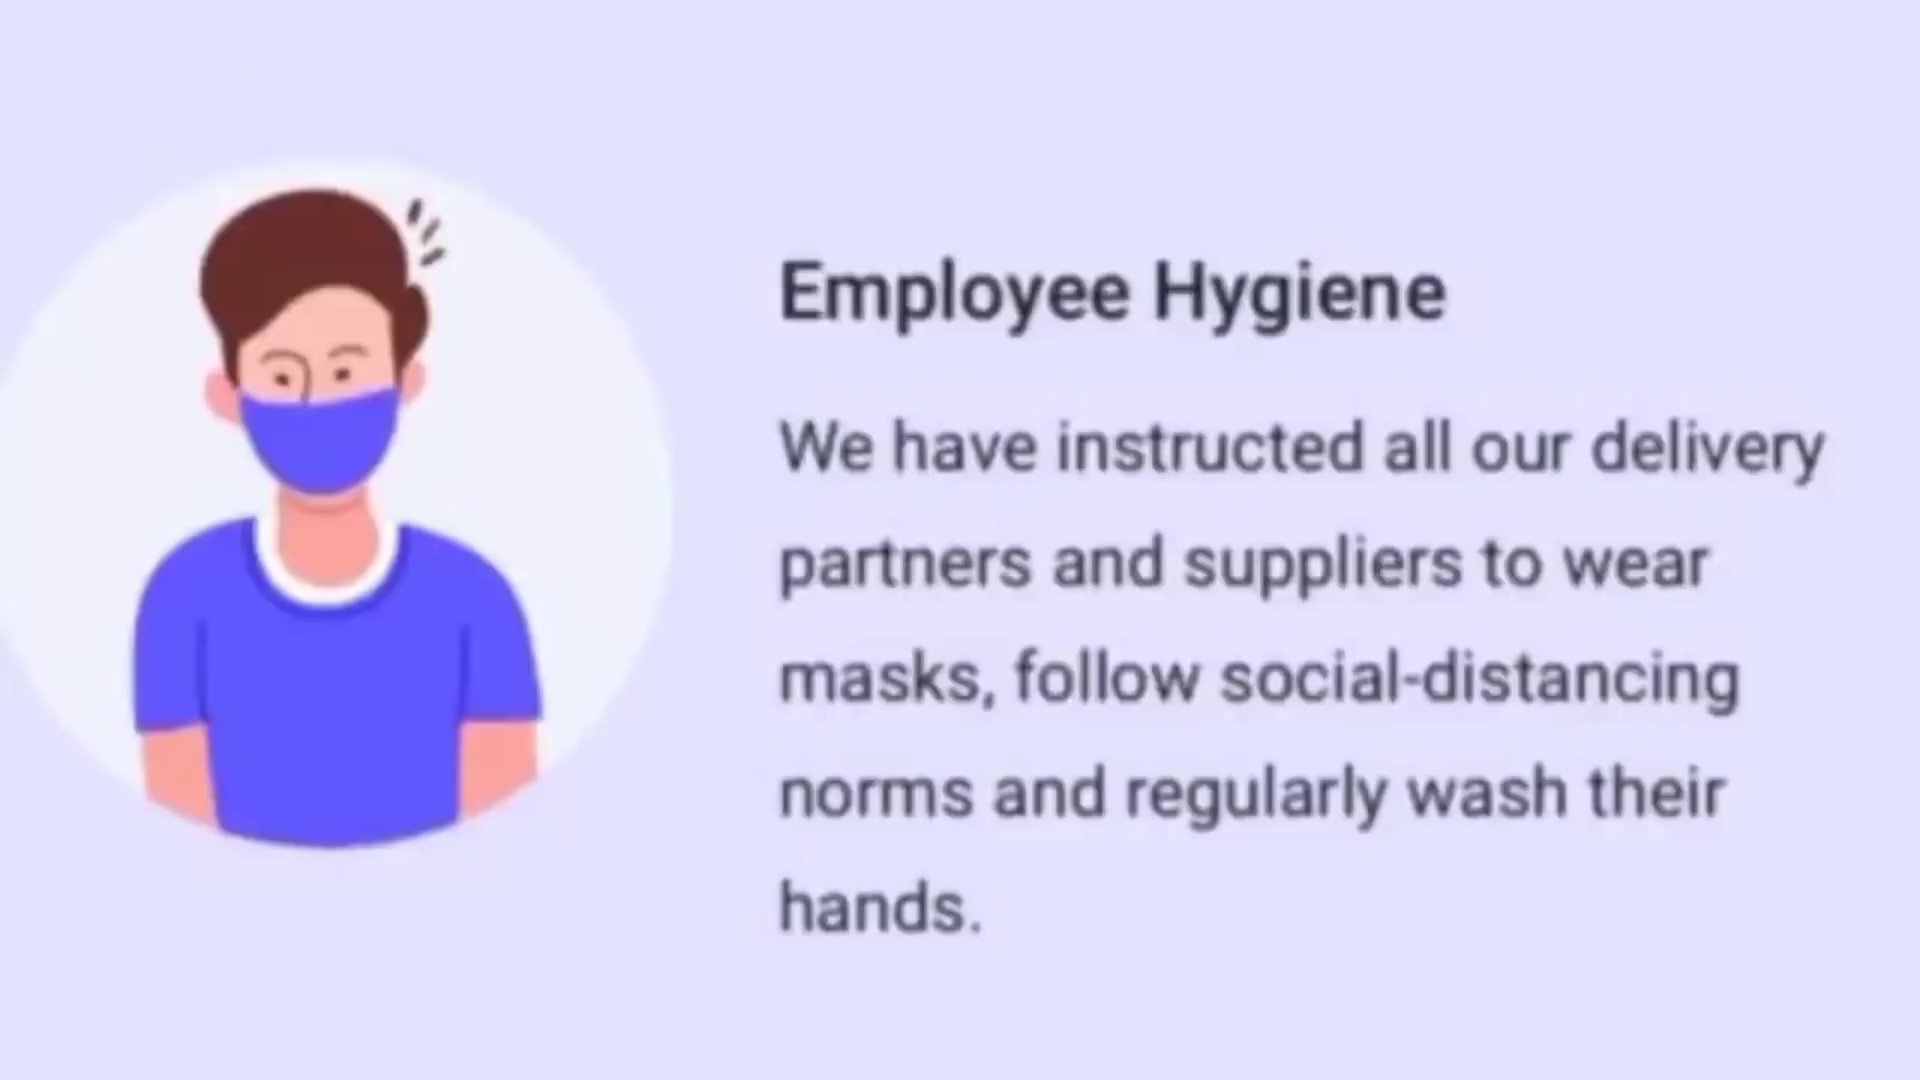 Employee Hygiene
We have instructed all our delivery
partners and suppliers to wear
masks, follow social-distancing
norms and regularly wash their
hands.